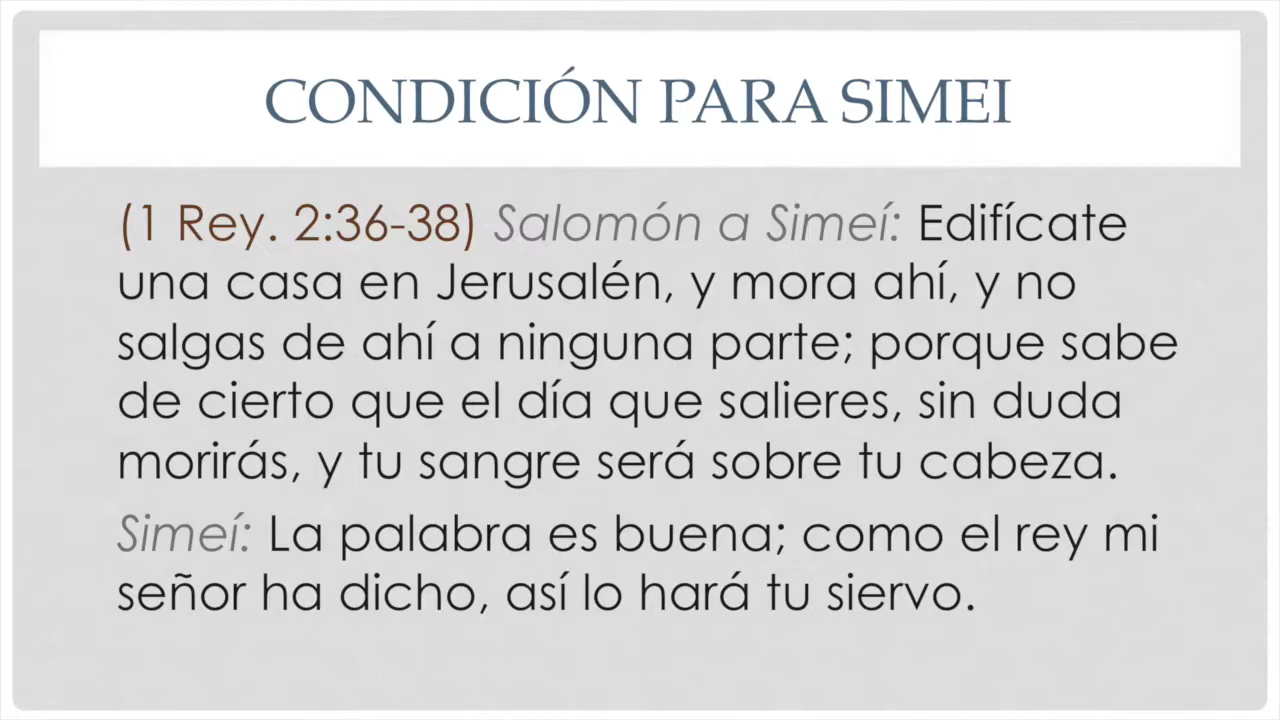 CONDICIÓN PARA SIMEI
(1 Rey. 2:36-38) Salomón a Simeí: Edifícate
una casa en Jerusalén, y mora ahí, y no
salgas de ahí a ninguna parte; porque sabe
de cierto que el día que salieres, sin duda
morirás, y tu sangre será sobre tu cabeza.
Simeí: La palabra es buena; como el rey mi
señor ha dicho, así lo hará tu siervo.